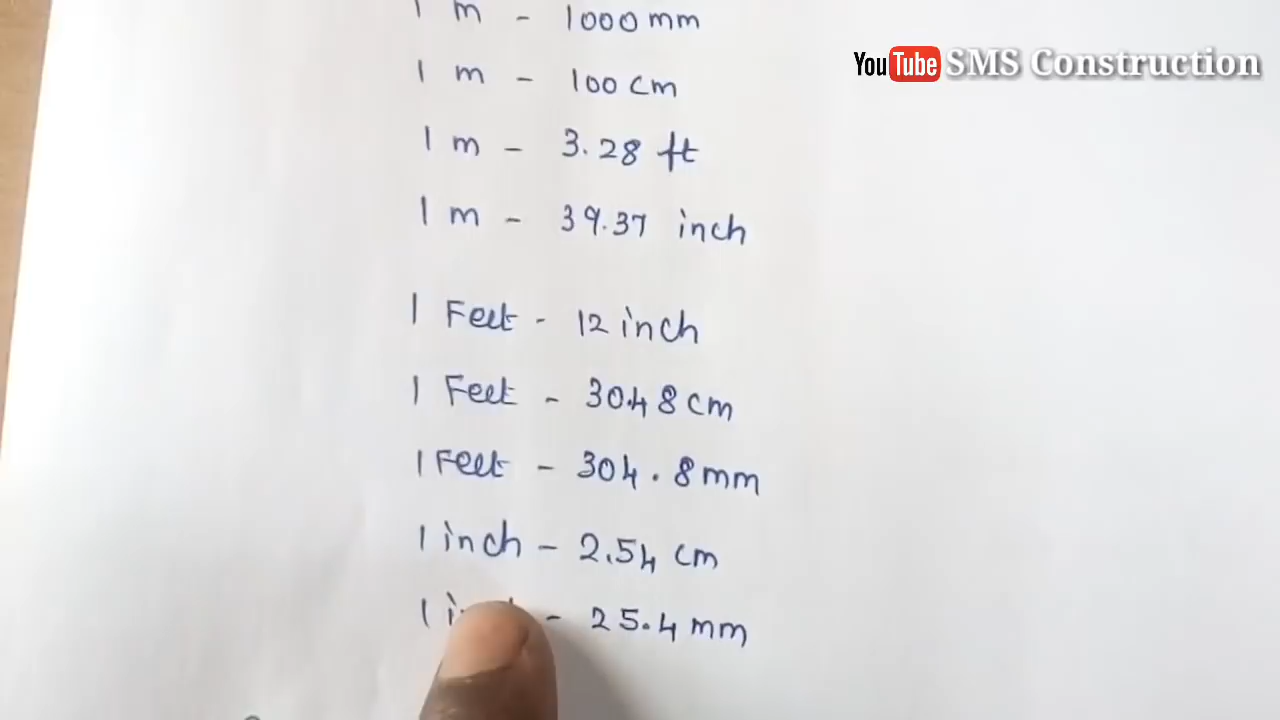 1 m - 1000 mm
YouTube SMS Construction
1 m - 100 cm
1 m - 3.28 ft
1 m - 39.37 inch
1 Feet - 12 inch
1 Feet - 30.48 cm
1 Feet - 304.8 mm
1 inch - 2.54 cm
1 - 25.4 mm